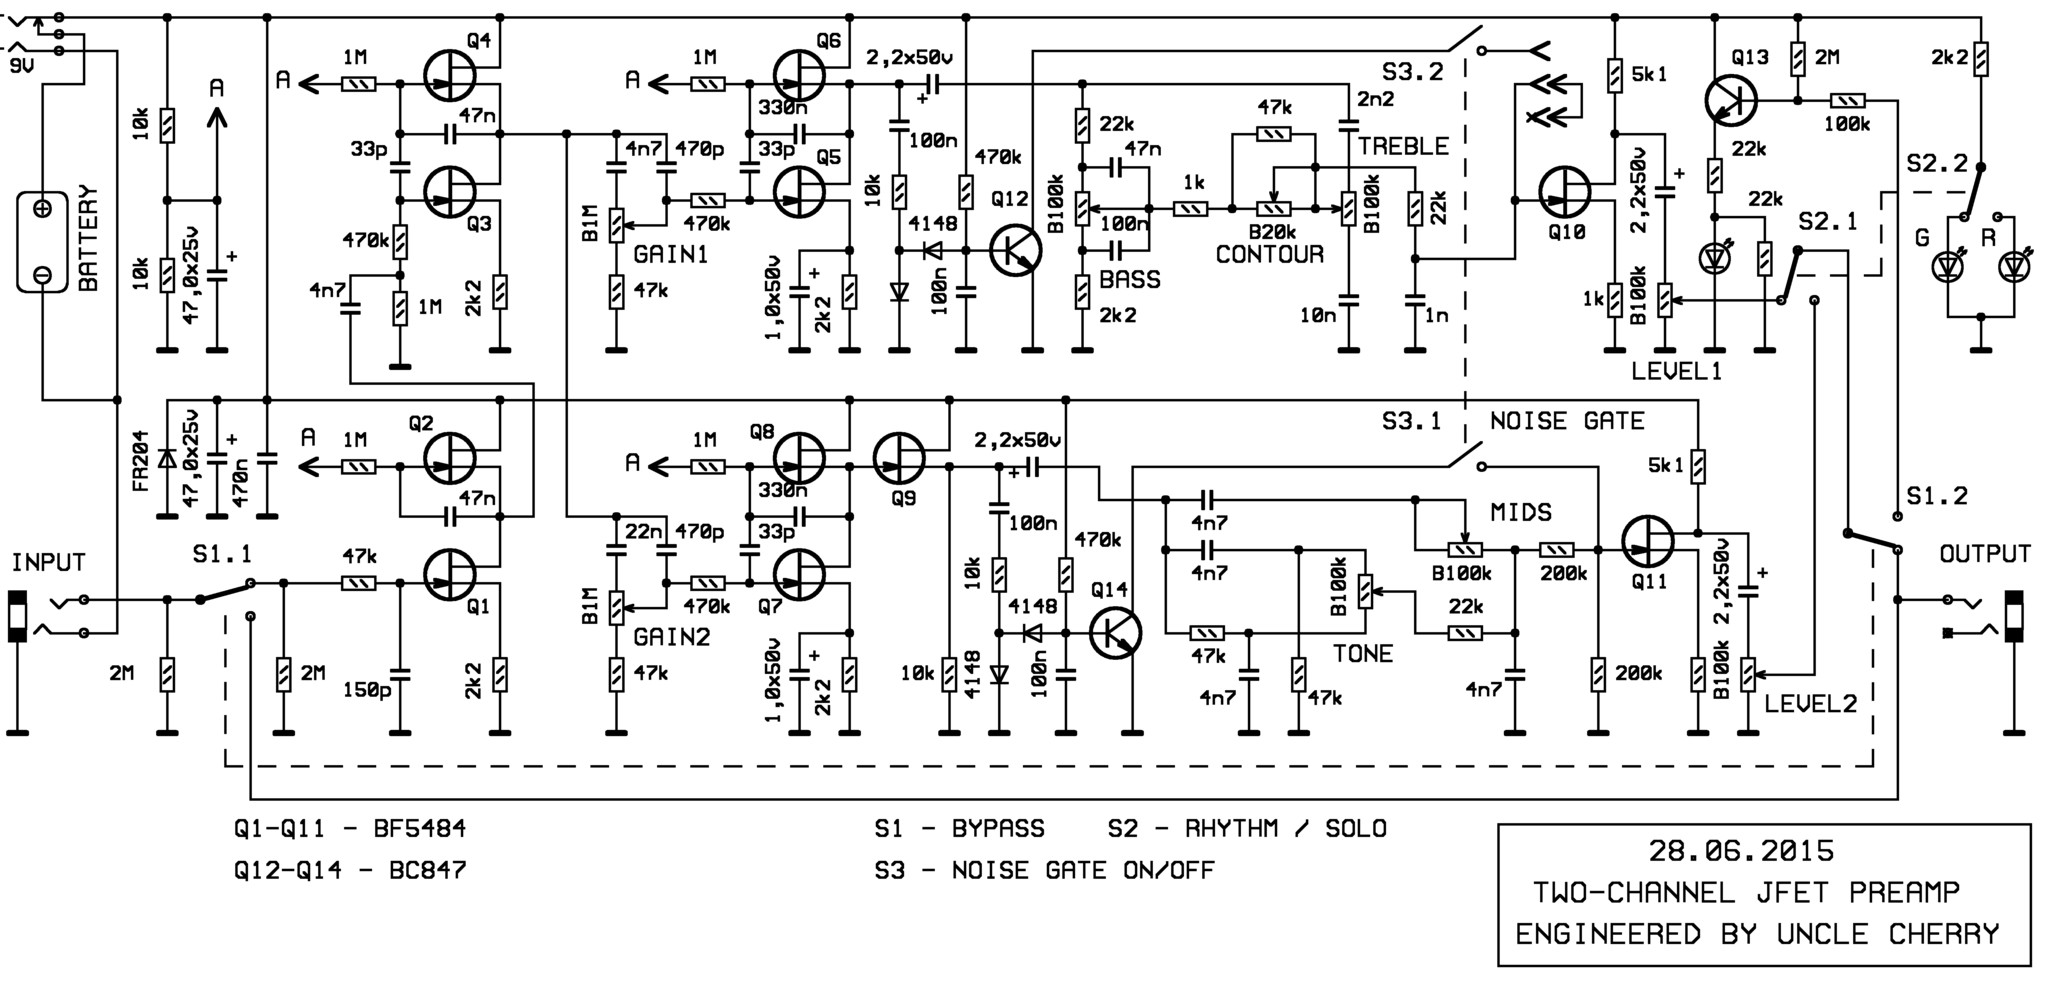 9V
BATTERY
10k
10k
A
47,0x25v
+
A
1M
Q4
47n
33p
Q3
470k
4n7
1M
2k2
4n7
470p
B1M
GAIN1
470k
47k
A
1M
Q6
330n
33p
Q5
1,0x50v
+
2k2
2,2x50v
+
100n
10k
4148
100n
470k
Q12
22k
47n
B100k
100n
BASS
2k2
1k
47k
B20k
CONTOUR
2n2
TREBLE
B100k
10n
22k
1n
S3.2
5k1
Q10
1k
2,2x50v
+
B100k
LEVEL1
Q13
2M
100k
22k
22k
2k2
S2.2
S2.1
G
R
FR204
47,0x25v
+
470n
A
1M
Q2
47n
INPUT
S1.1
2M
2M
47k
150p
Q1
2k2
22n
470p
B1M
GAIN2
470k
47k
A
1M
Q8
330n
33p
Q7
1,0x50v
+
2k2
Q9
10k
2,2x50v
+
100n
10k
4148
4148
100n
470k
Q14
4n7
4n7
47k
4n7
47k
B100k
TONE
S3.1
NOISE GATE
MIDS
B100k
200k
22k
4n7
200k
5k1
Q11
2,2x50v
+
B100k
LEVEL2
S1.2
OUTPUT
Q1-Q11 - BF5484
Q12-Q14 - BC847
S1 - BYPASS S2 - RHYTHM / SOLO
S3 - NOISE GATE ON/OFF
28.06.2015
TWO-CHANNEL JFET PREAMP
ENGINEERED BY UNCLE CHERRY